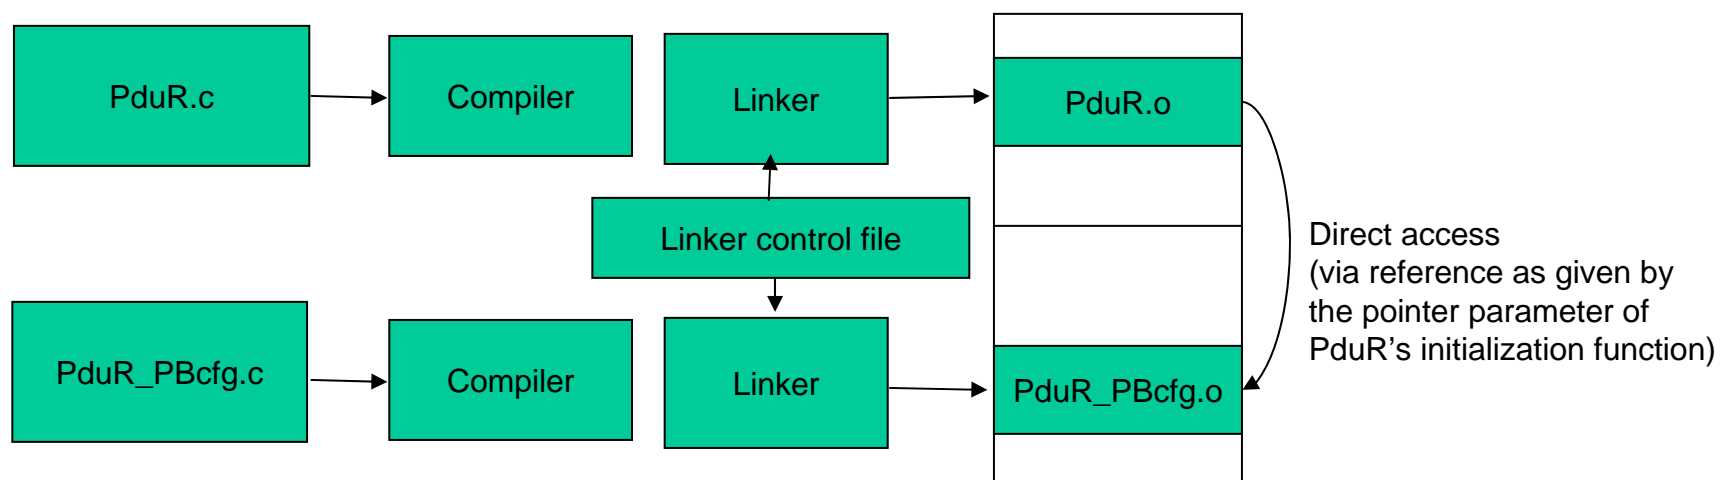 PduR.c
Compiler
Linker
PduR.o
Linker control file
Direct access
(via reference as given by
the pointer parameter of
PduR’s initialization function)
PduR_PBcfg.c
Compiler
Linker
PduR_PBcfg.o